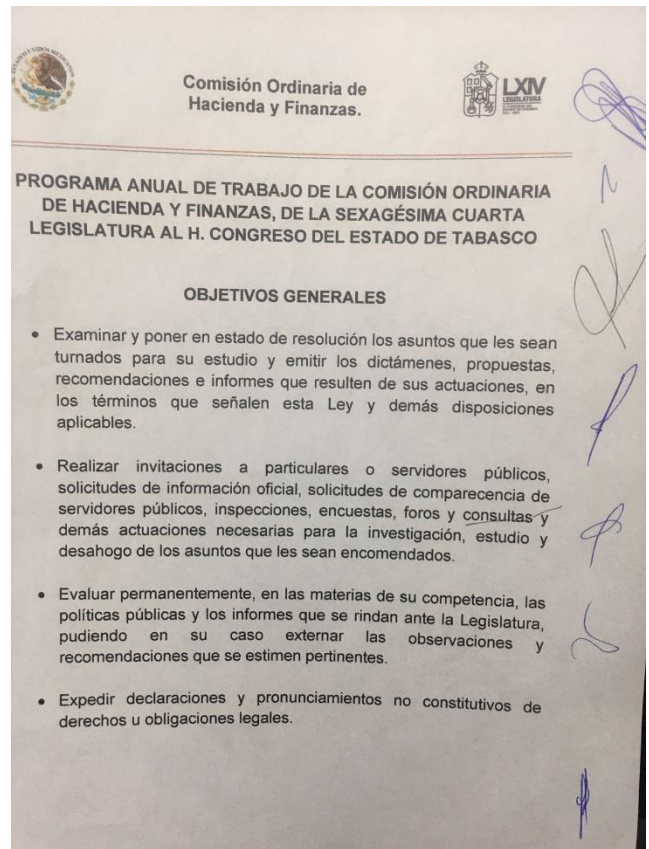 ESTADOS UNIDOS MEXICANOS
Comisión Ordinaria de
Hacienda y Finanzas.
LXIV
LEGISLATURA
PROGRAMA ANUAL DE TRABAJO DE LA COMISIÓN ORDINARIA
DE HACIENDA Y FINANZAS, DE LA SEXAGÉSIMA CUARTA
LEGISLATURA AL H. CONGRESO DEL ESTADO DE TABASCO
OBJETIVOS GENERALES
• Examinar y poner en estado de resolución los asuntos que les sean
turnados para su estudio y emitir los dictámenes, propuestas,
recomendaciones e informes que resulten de sus actuaciones, en
los términos que señalen esta Ley y demás disposiciones
aplicables.
• Realizar invitaciones a particulares o servidores públicos,
solicitudes de información oficial, solicitudes de comparecencia de
servidores públicos, inspecciones, encuestas, foros y consultas y
demás actuaciones necesarias para la investigación, estudio y
desahogo de los asuntos que les sean encomendados.
• Evaluar permanentemente, en las materias de su competencia, las
políticas públicas y los informes que se rindan ante la Legislatura,
pudiendo en su caso externar las observaciones y
recomendaciones que se estimen pertinentes.
• Expedir declaraciones y pronunciamientos no constitutivos de
derechos u obligaciones legales.